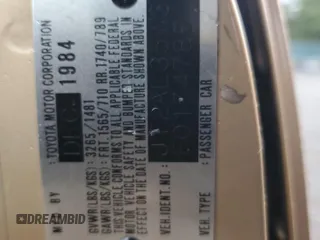 MFD. BY TOYOTA MOTOR CORPORATION
1984
GVWR(LBS/KGS): 3265/1481
GAWR(LBS/KGS): FRT.1565/710 RR.1740/789
THIS VEHICLE CONFORMS TO ALL APPLICABLE FEDERAL
MOTOR VEHICLE SAFETY AND BUMPER STANDARDS IN
EFFECT ON THE DATE OF MANUFACTURE SHOWN ABOVE.
VEH.IDENT.NO.:
VEH. TYPE: PASSENGER CAR
DREAMBID